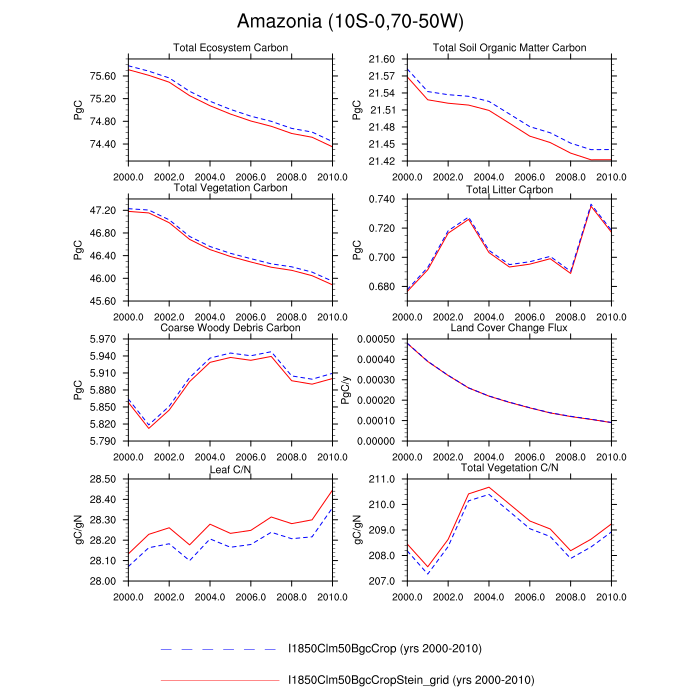 Amazonia (10S-0,70-50W)
Total Ecosystem Carbon
Total Soil Organic Matter Carbon
PgC
75.60
75.20
74.80
74.40
2000.0 2002.0 2004.0 2006.0 2008.0 2010.0
PgC
21.60
21.57
21.54
21.51
21.48
21.45
21.42
2000.0 2002.0 2004.0 2006.0 2008.0 2010.0
Total Vegetation Carbon
Total Litter Carbon
PgC
47.20
46.80
46.40
46.00
45.60
2000.0 2002.0 2004.0 2006.0 2008.0 2010.0
PgC
0.740
0.720
0.700
0.680
2000.0 2002.0 2004.0 2006.0 2008.0 2010.0
Coarse Woody Debris Carbon
Land Cover Change Flux
PgC
5.970
5.940
5.910
5.880
5.850
5.820
5.790
2000.0 2002.0 2004.0 2006.0 2008.0 2010.0
PgC/y
0.00050
0.00040
0.00030
0.00020
0.00010
0.00000
2000.0 2002.0 2004.0 2006.0 2008.0 2010.0
Leaf C/N
Total Vegetation C/N
gC/gN
28.50
28.40
28.30
28.20
28.10
28.00
2000.0 2002.0 2004.0 2006.0 2008.0 2010.0
gC/gN
211.0
210.0
209.0
208.0
207.0
2000.0 2002.0 2004.0 2006.0 2008.0 2010.0
I1850Clm50BgcCrop (yrs 2000-2010)
I1850Clm50BgcCropStein_grid (yrs 2000-2010)